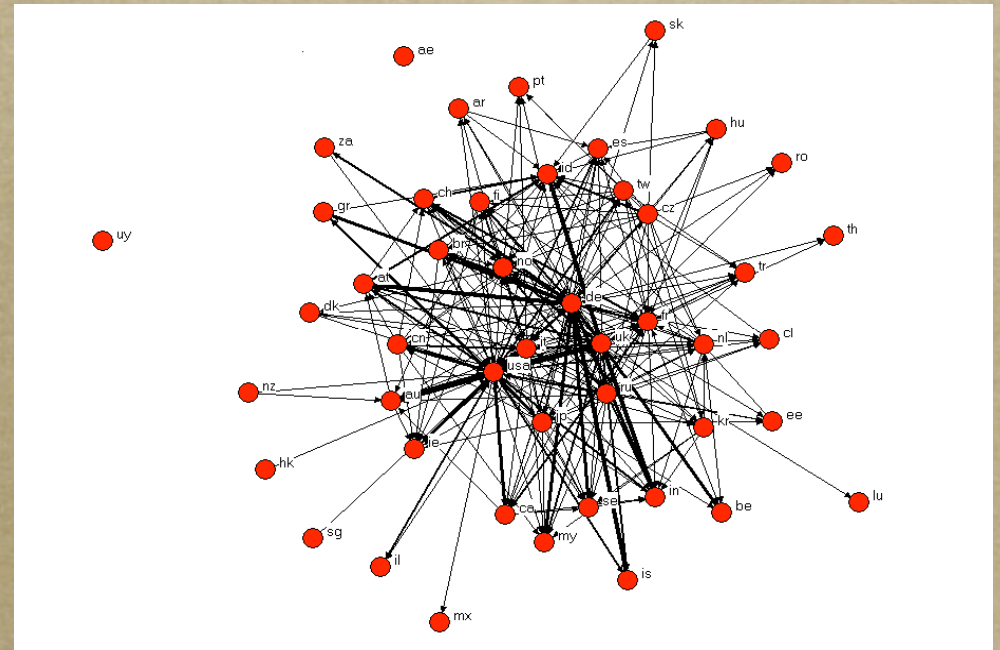 sk
ae
pt
ar
hu
za
es
ro
id
tw
ch
fi
gr
cz
uy
th
br
no
tr
at
de
dk
fr
cn
it
uk
nl
cl
usa
nz
au
ru
jp
kr
ee
ie
hk
in
lu
ca
se
be
sg
my
il
is
mx